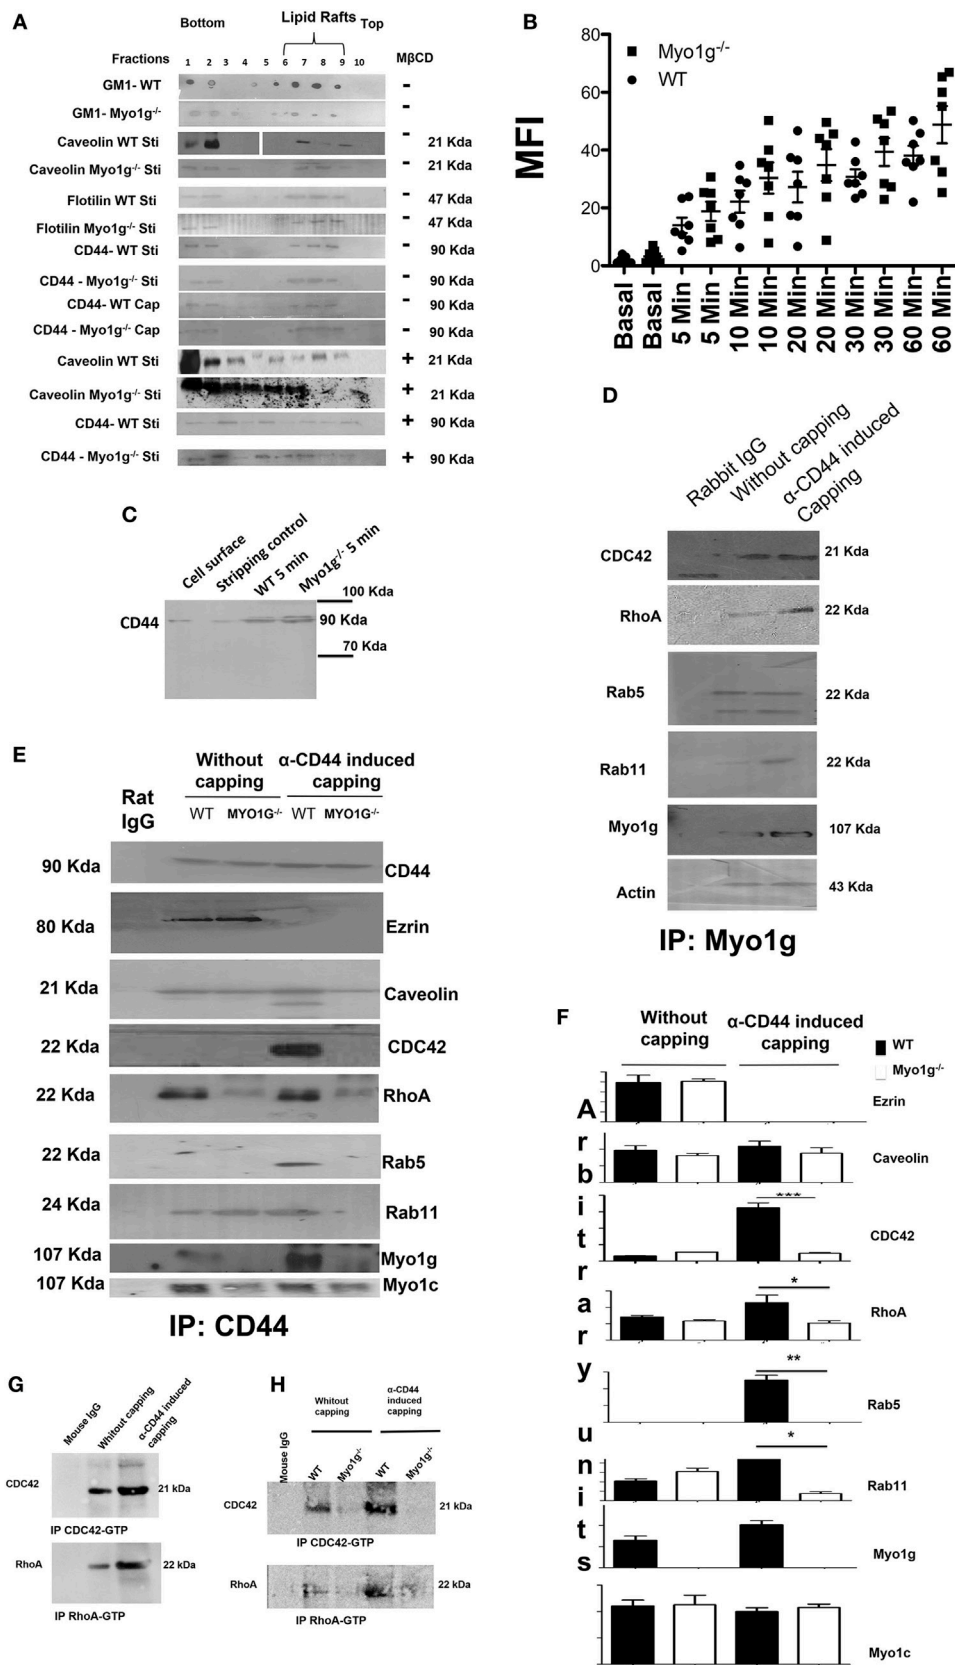 A
Bottom Lipid Rafts Top
Fractions 1 2 3 4 5 6 7 8 9 10 MβCD
GM1- WT -
GM1- Myo1g-/- -
Caveolin WT Sti - 21 Kda
Caveolin Myo1g-/- Sti - 21 Kda
Flotilin WT Sti - 47 Kda
Flotilin Myo1g-/- Sti - 47 Kda
CD44- WT Sti - 90 Kda
CD44 - Myo1g-/- Sti - 90 Kda
CD44- WT Cap - 90 Kda
CD44 - Myo1g-/- Cap - 90 Kda
Caveolin WT Sti + 21 Kda
Caveolin Myo1g-/- Sti + 21 Kda
CD44- WT Sti + 90 Kda
CD44 - Myo1g-/- Sti + 90 Kda
B
MFI
80
60
40
20
0
Myo1g-/-
WT
Basal Basal 5 Min 5 Min 10 Min 10 Min 20 Min 20 Min 30 Min 30 Min 60 Min 60 Min
C
Cell surface
Stripping control
WT 5 min
Myo1g-/- 5 min
CD44
100 Kda
90 Kda
70 Kda
D
Rabbit IgG
Without capping
α-CD44 induced
Capping
CDC42 21 Kda
RhoA 22 Kda
Rab5 22 Kda
Rab11 22 Kda
Myo1g 107 Kda
Actin 43 Kda
IP: Myo1g
E
Without capping
α-CD44 induced capping
Rat IgG
WT MYO1G-/- WT MYO1G-/-
90 Kda CD44
80 Kda Ezrin
21 Kda Caveolin
22 Kda CDC42
22 Kda RhoA
22 Kda Rab5
24 Kda Rab11
107 Kda Myo1g
107 Kda Myo1c
IP: CD44
F
Without capping
α-CD44 induced capping
WT
Myo1g-/-
Arbitrary units
Ezrin
Caveolin
*** CDC42
* RhoA
** Rab5
* Rab11
Myo1g
Myo1c
G
Mouse IgG
Whitout capping
α-CD44 induced
capping
CDC42 21 kDa
IP CDC42-GTP
RhoA 22 kDa
IP RhoA-GTP
H
Whitout capping
α-CD44 induced capping
Mouse IgG
WT
Myo1g-/-
WT
Myo1g-/-
CDC42 21 kDa
IP CDC42-GTP
RhoA 22 kDa
IP RhoA-GTP